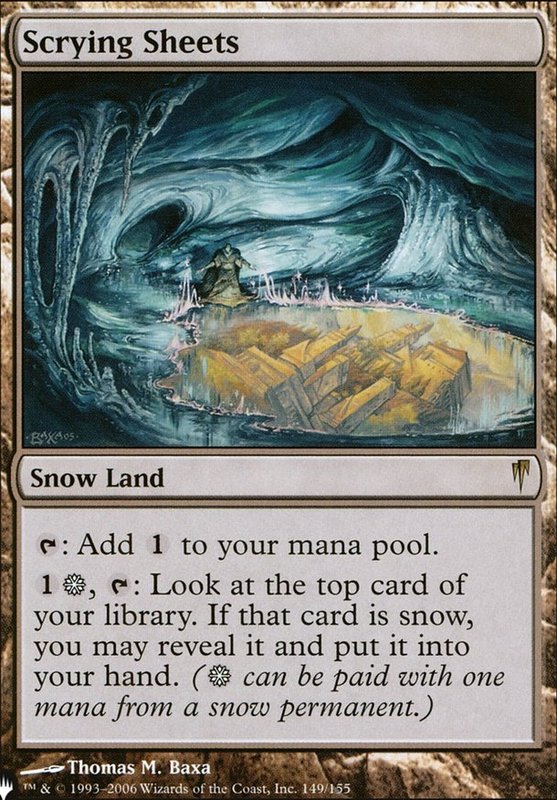 Scrying Sheets
BAXA 05.
Snow Land
: Add 1 to your mana pool.
1 , : Look at the top card of
your library. If that card is snow,
you may reveal it and put it into
your hand. ( can be paid with one
mana from a snow permanent.)
Thomas M. Baxa
™ & © 1993–2006 Wizards of the Coast, Inc. 149/155